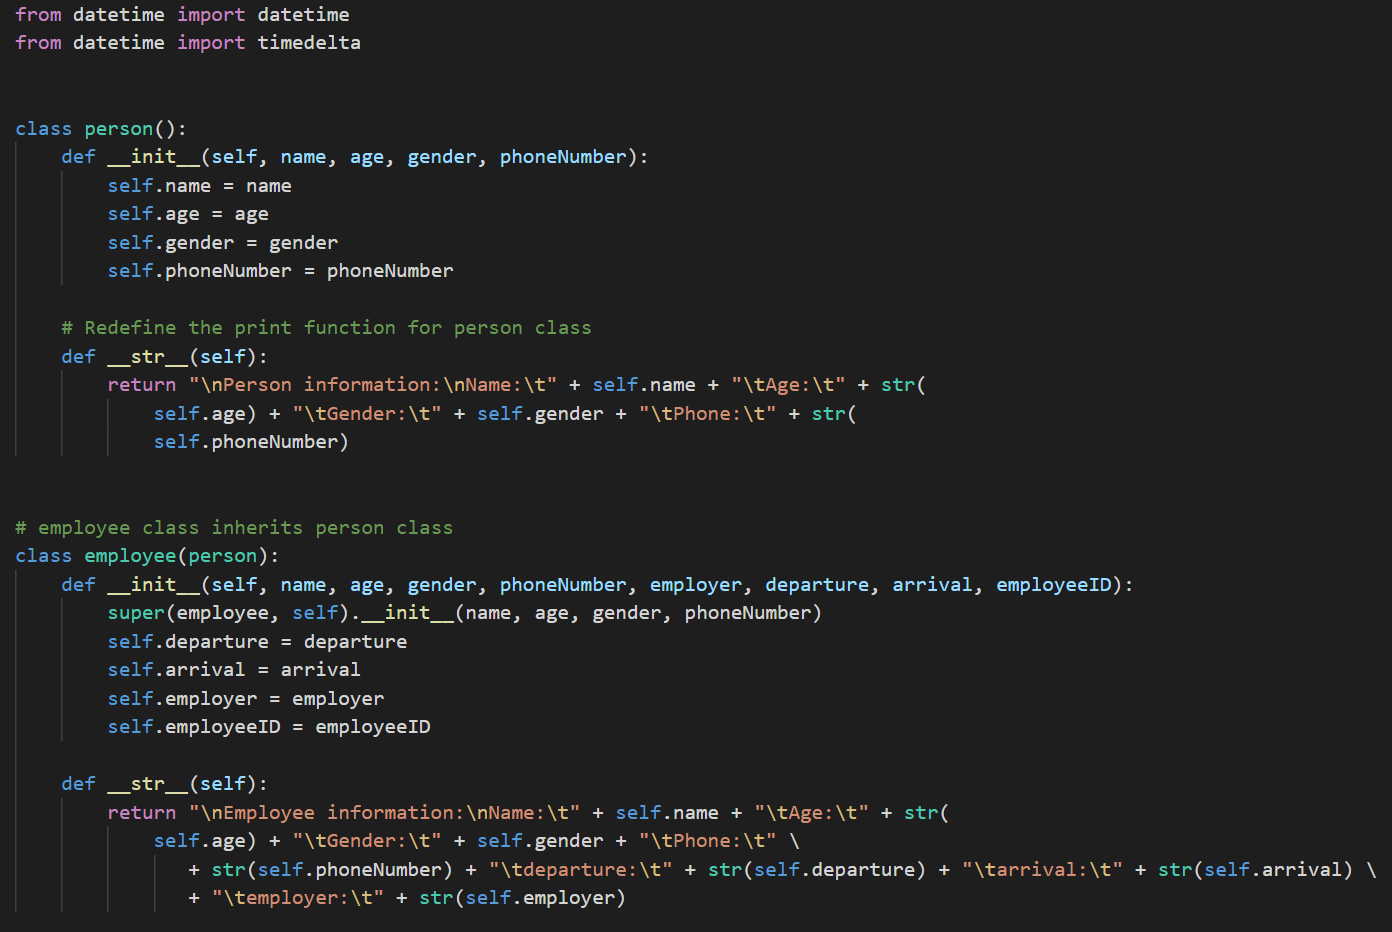 from datetime import datetime
from datetime import timedelta
class person():
    def __init__(self, name, age, gender, phoneNumber):
        self.name = name
        self.age = age
        self.gender = gender
        self.phoneNumber = phoneNumber
    # Redefine the print function for person class
    def __str__(self):
        return "\nPerson information:\nName:\t" + self.name + "\tAge:\t" + str(
            self.age) + "\tGender:\t" + self.gender + "\tPhone:\t" + str(
            self.phoneNumber)
# employee class inherits person class
class employee(person):
    def __init__(self, name, age, gender, phoneNumber, employer, departure, arrival, employeeID):
        super(employee, self).__init__(name, age, gender, phoneNumber)
        self.departure = departure
        self.arrival = arrival
        self.employer = employer
        self.employeeID = employeeID
    def __str__(self):
        return "\nEmployee information:\nName:\t" + self.name + "\tAge:\t" + str(
            self.age) + "\tGender:\t" + self.gender + "\tPhone:\t" \
               + str(self.phoneNumber) + "\tdeparture:\t" + str(self.departure) + "\tarrival:\t" + str(self.arrival) \
               + "\temployer:\t" + str(self.employer)